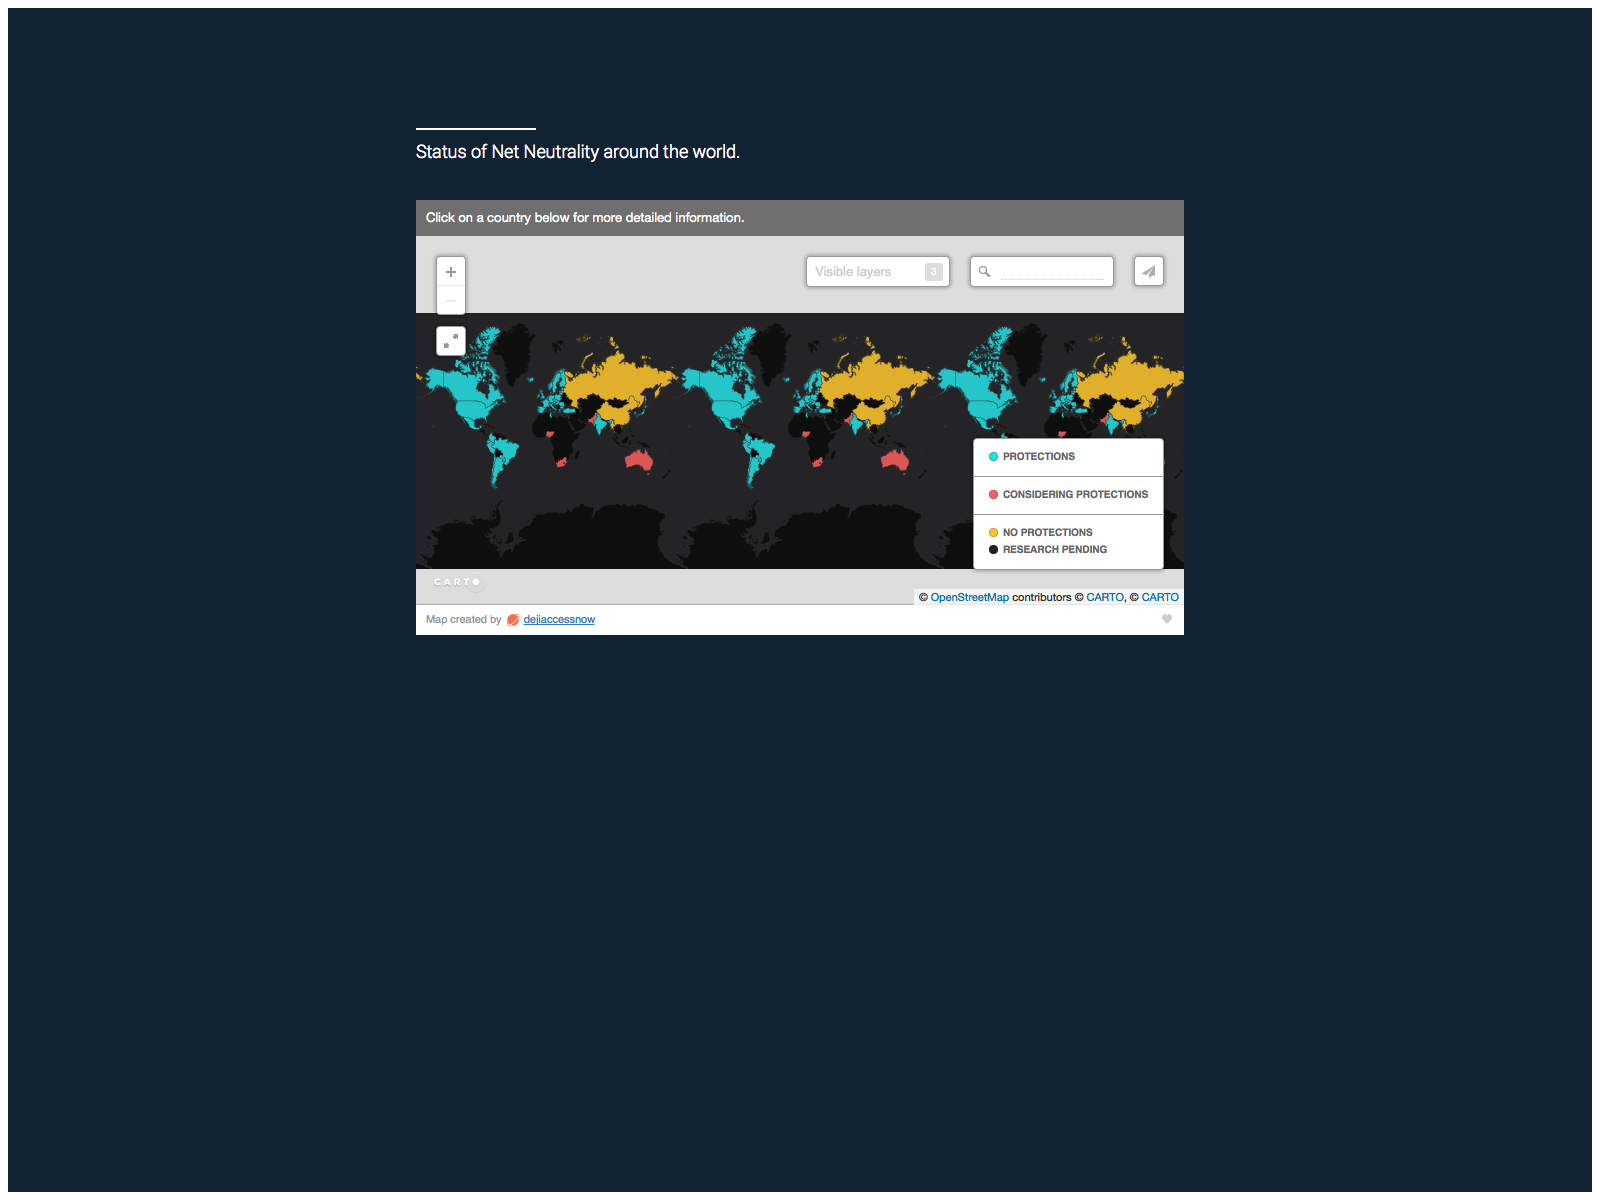 Status of Net Neutrality around the world.
Click on a country below for more detailed information.
+
−
Visible layers 3
PROTECTIONS
CONSIDERING PROTECTIONS
NO PROTECTIONS
RESEARCH PENDING
CARTO
© OpenStreetMap contributors © CARTO, © CARTO
Map created by dejiaccessnow